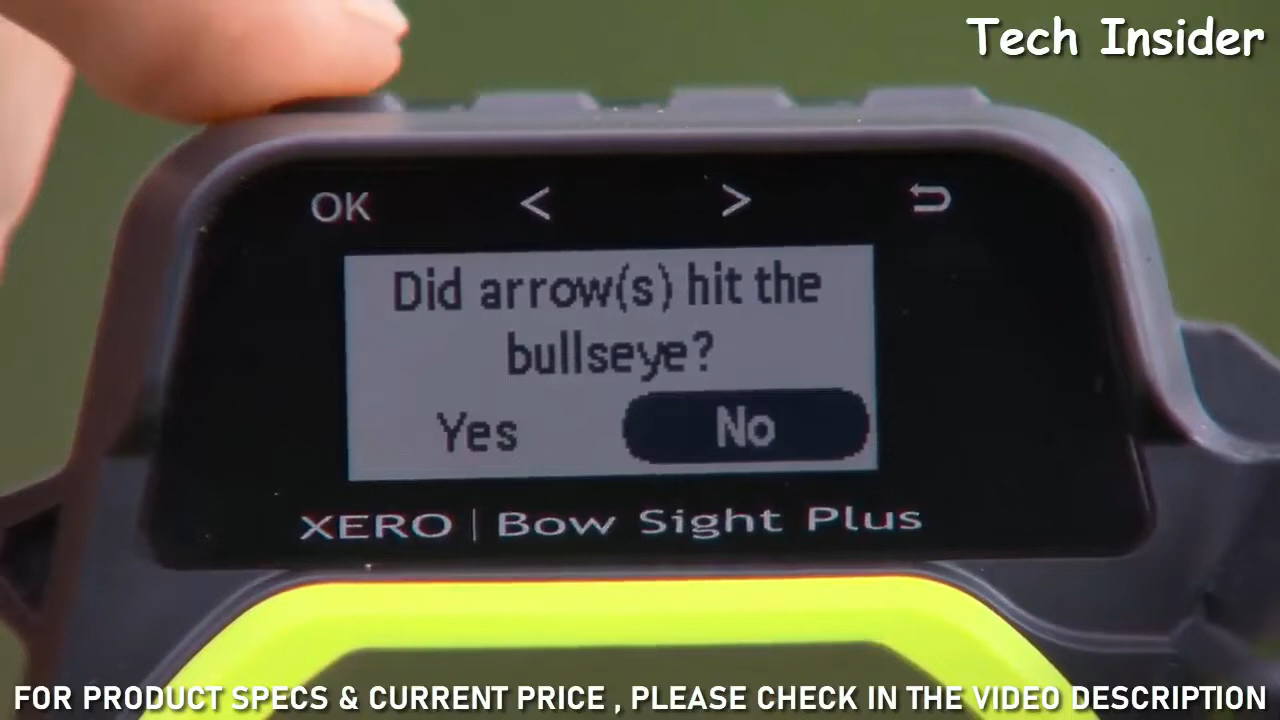 Tech Insider
OK < >
Did arrow(s) hit the
bullseye?
Yes No
XERO | Bow Sight Plus
FOR PRODUCT SPECS & CURRENT PRICE , PLEASE CHECK IN THE VIDEO DESCRIPTION